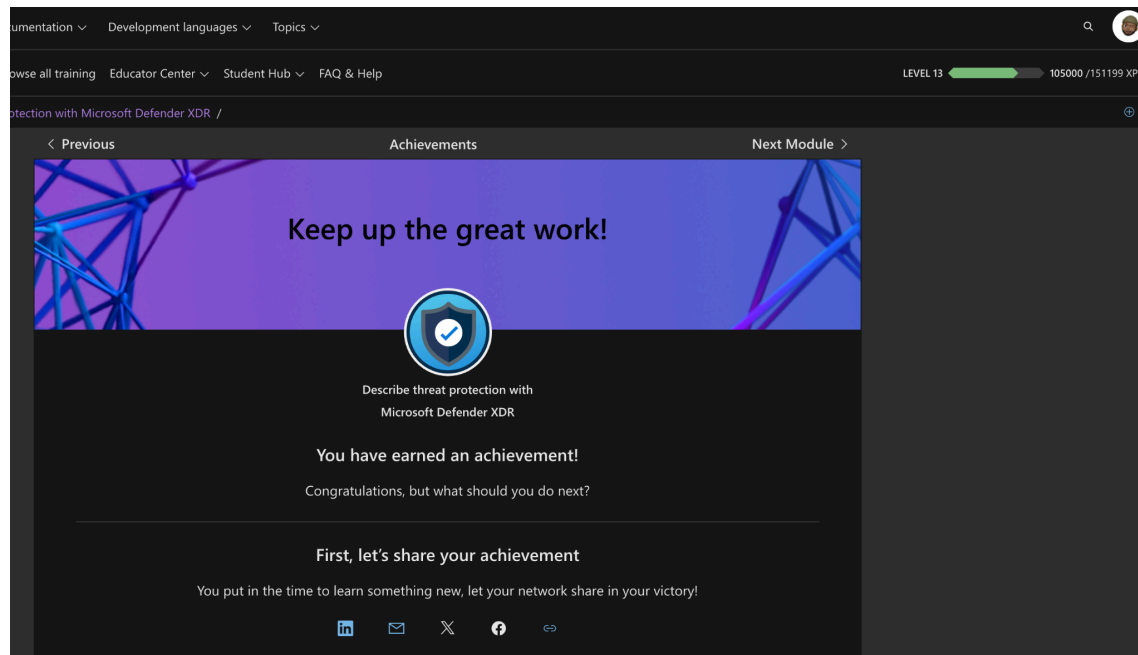 Development languages
Topics
all training
Educator Center
Student Hub
FAQ & Help
LEVEL 13
105000 /151199 XP
with Microsoft Defender XDR /
< Previous
Achievements
Next Module >
Keep up the great work!
Describe threat protection with
Microsoft Defender XDR
You have earned an achievement!
Congratulations, but what should you do next?
First, let's share your achievement
You put in the time to learn something new, let your network share in your victory!
in